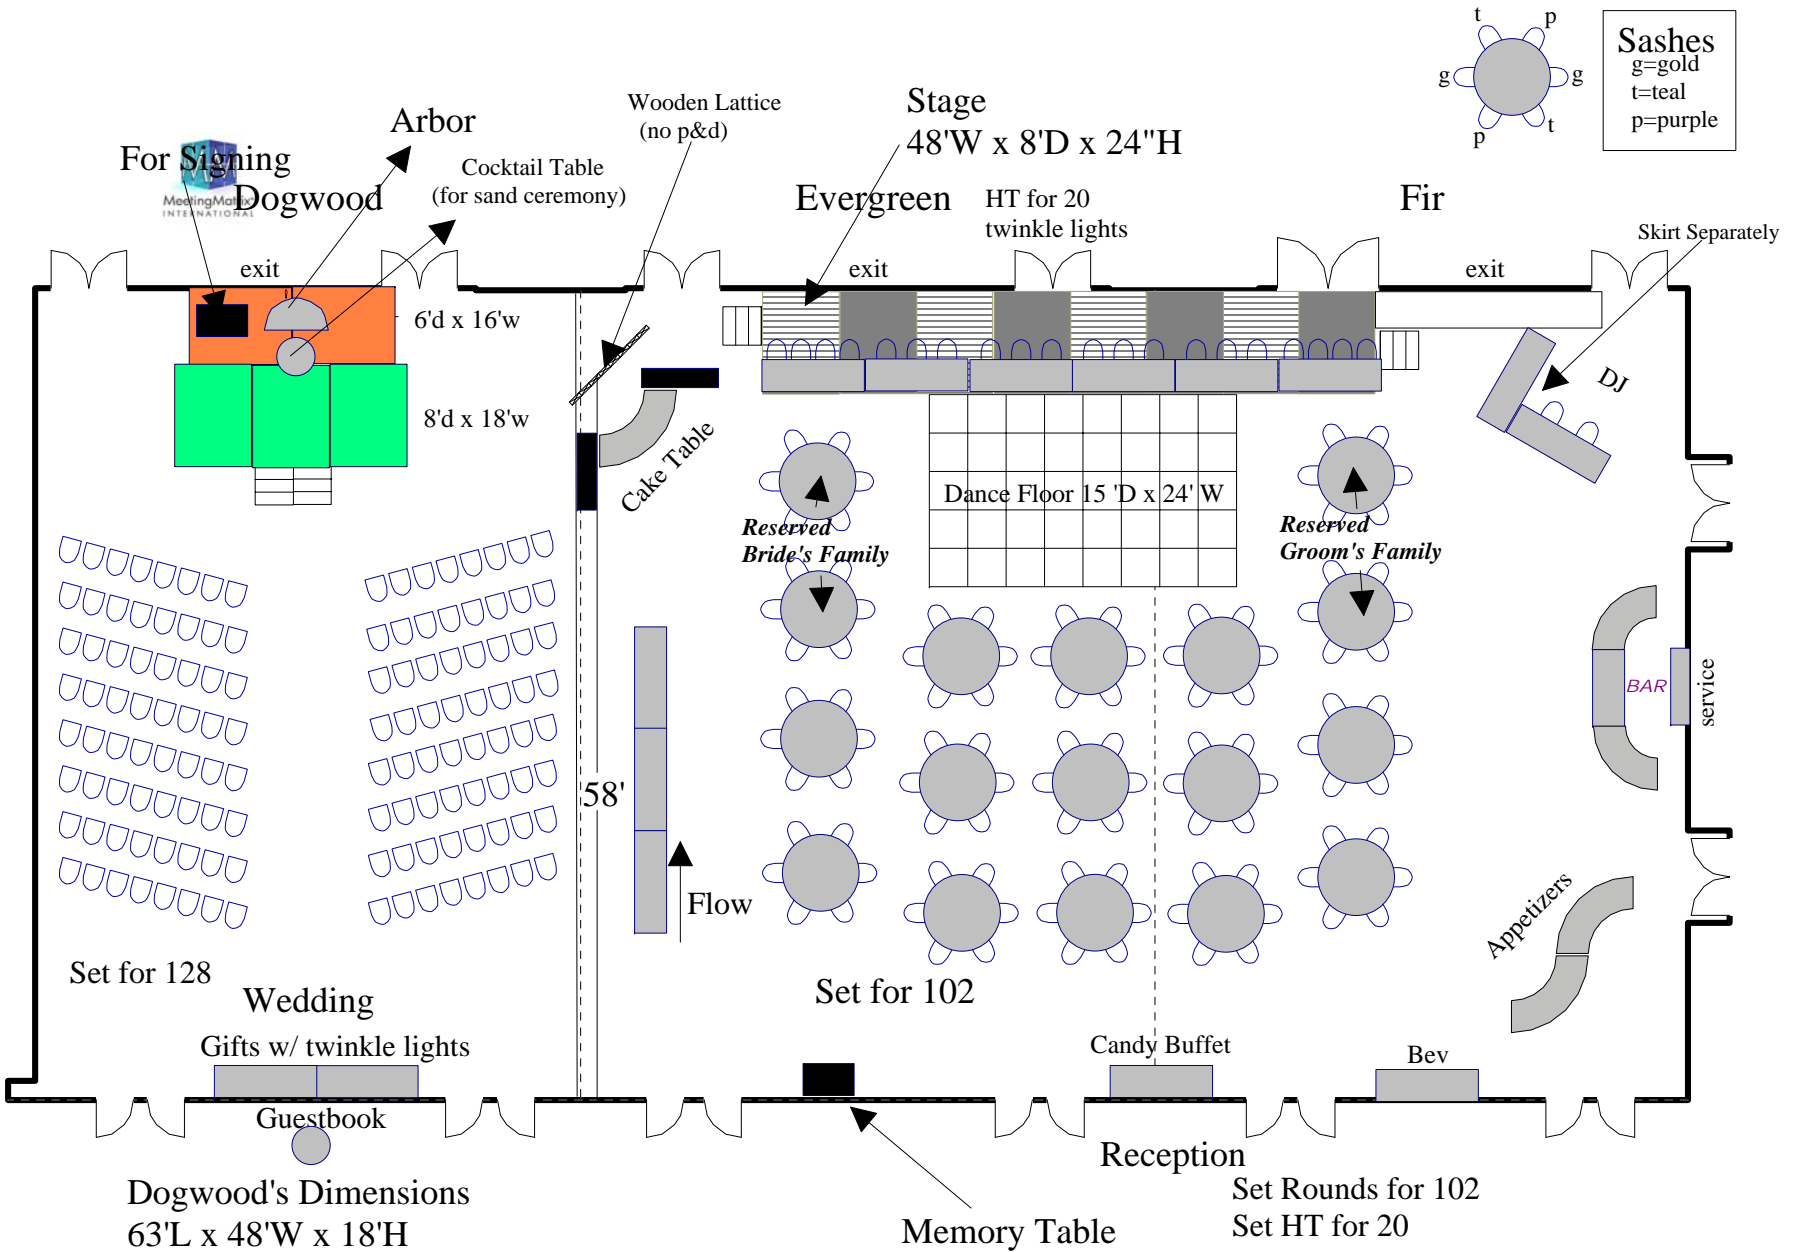 t
p
g
g
p
t
Sashes
g=gold
t=teal
p=purple
Wooden Lattice
(no p&d)
Stage
48'W x 8'D x 24"H
Arbor
For Signing
MeetingMatrix
INTERNATIONAL
Dogwood
Cocktail Table
(for sand ceremony)
Evergreen
HT for 20
twinkle lights
Fir
Skirt Separately
exit
exit
exit
6'd x 16'w
8'd x 18'w
Cake Table
DJ
Dance Floor 15 'D x 24' W
Reserved
Bride's Family
Reserved
Groom's Family
BAR
service
58'
Flow
Appetizers
Set for 128
Set for 102
Wedding
Gifts w/ twinkle lights
Candy Buffet
Bev
Guestbook
Reception
Dogwood's Dimensions
63'L x 48'W x 18'H
Memory Table
Set Rounds for 102
Set HT for 20